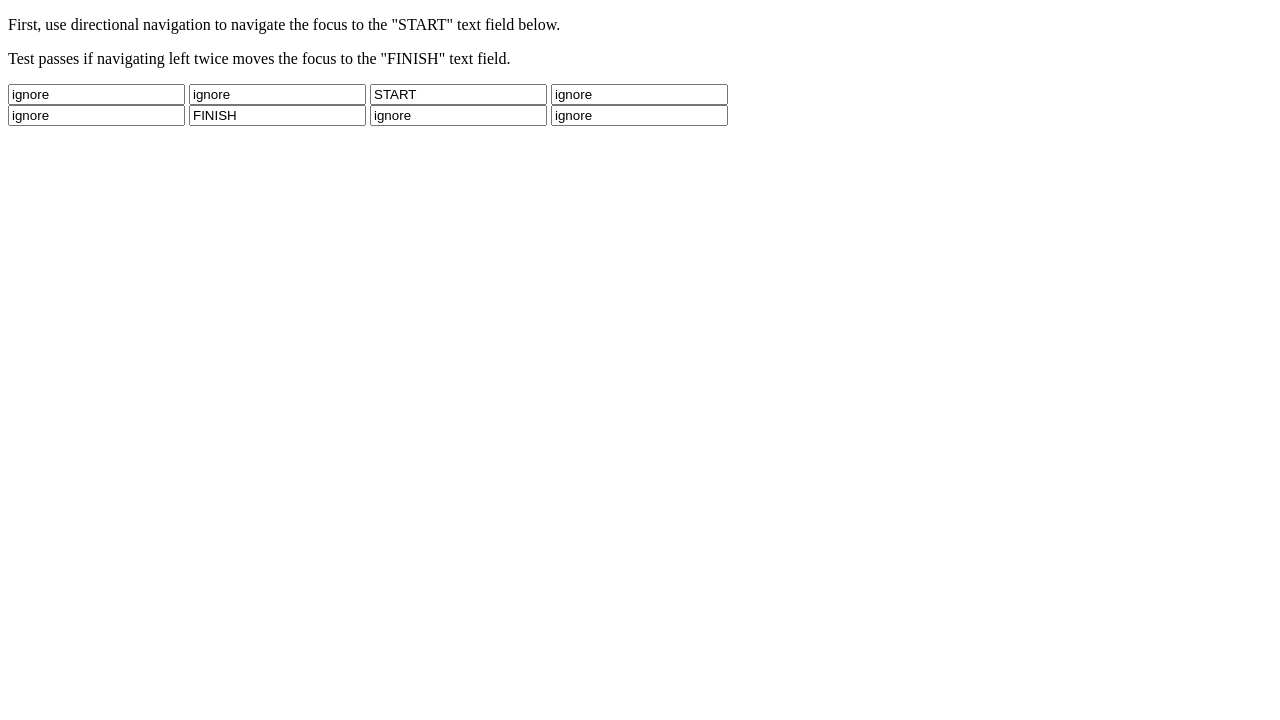 First, use directional navigation to navigate the focus to the "START" text field below.
Test passes if navigating left twice moves the focus to the "FINISH" text field.
ignore ignore START ignore
ignore FINISH ignore ignore